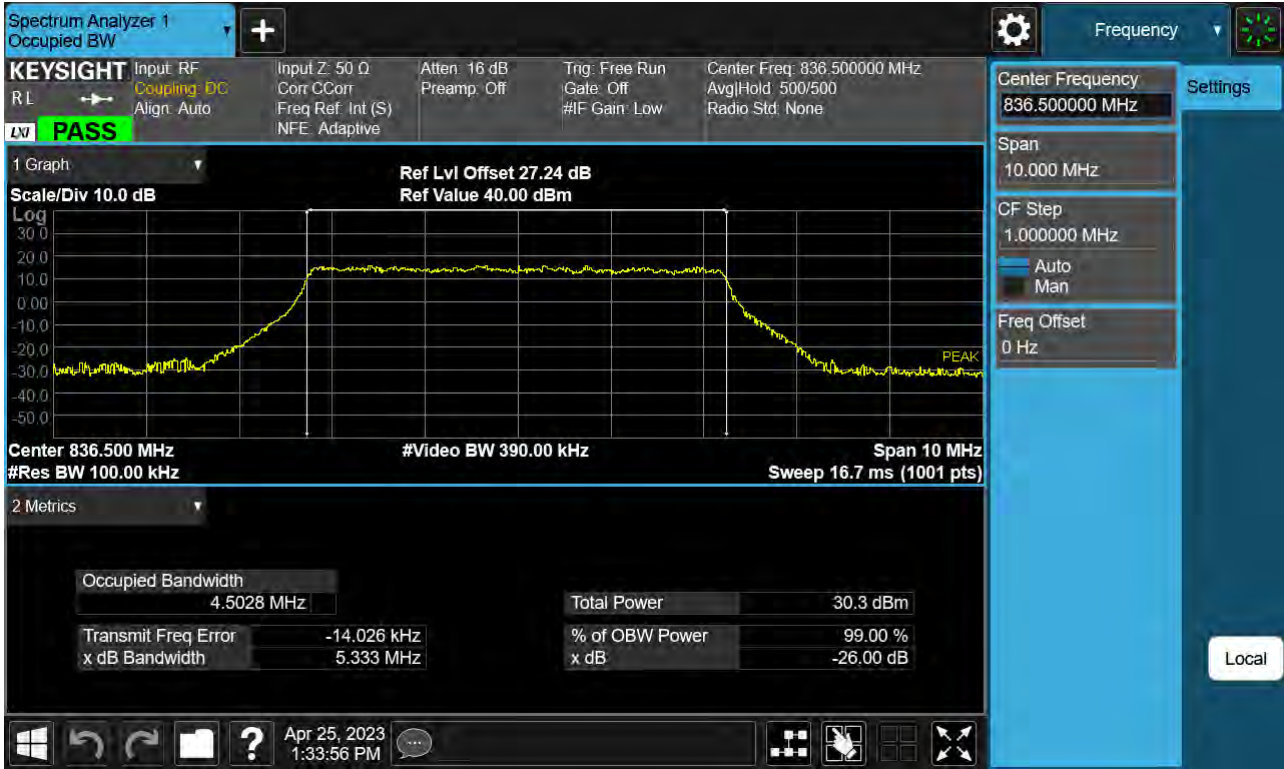 Spectrum Analyzer 1
Occupied BW
Frequency
KEYSIGHT
R L
LXI
PASS
Input: RF
Coupling: DC
Align: Auto
Input Z: 50 Ω
Corr CCorr
Freq Ref: Int (S)
NFE: Adaptive
Atten: 16 dB
Preamp: Off
Trig: Free Run
Gate: Off
#IF Gain: Low
Center Freq: 836.500000 MHz
Avg|Hold: 500/500
Radio Std: None
Center Frequency
836.500000 MHz
Settings
Span
10.000 MHz
CF Step
1.000000 MHz
Auto
Man
Freq Offset
0 Hz
Local
1 Graph
Scale/Div 10.0 dB
Ref Lvl Offset 27.24 dB
Ref Value 40.00 dBm
Log
30.0
20.0
10.0
0.00
-10.0
-20.0
-30.0
-40.0
-50.0
PEAK
Center 836.500 MHz
#Res BW 100.00 kHz
#Video BW 390.00 kHz
Span 10 MHz
Sweep 16.7 ms (1001 pts)
2 Metrics
Occupied Bandwidth
4.5028 MHz
Total Power 30.3 dBm
Transmit Freq Error -14.026 kHz
% of OBW Power 99.00 %
x dB Bandwidth 5.333 MHz
x dB -26.00 dB
?
Apr 25, 2023
1:33:56 PM